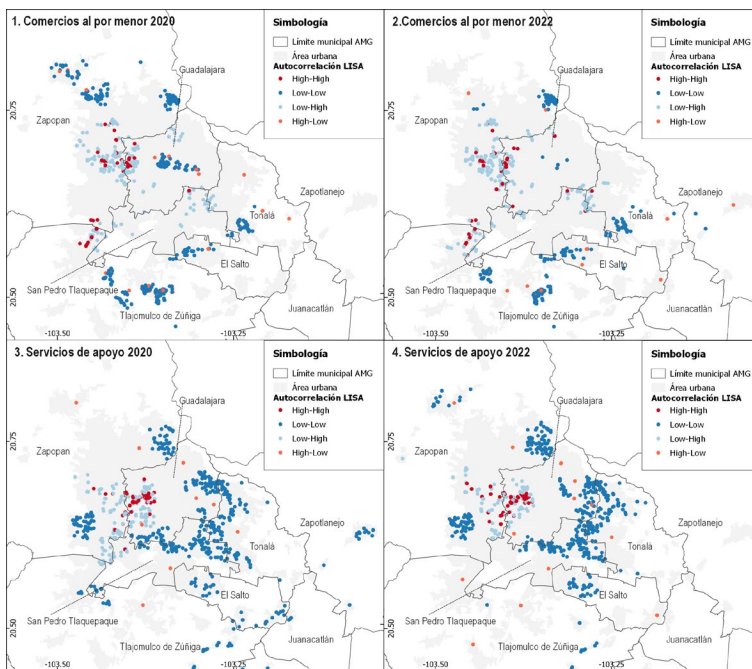 1. Comercios al por menor 2020
Simbología
Límite municipal AMG
Área urbana
Autocorrelación LISA
High-High
Low-Low
Low-High
High-Low
Guadalajara
20.75
Zapopan
Zapotlanejo
Tonalá
El Salto
San Pedro Tlaquepaque
20.50
Tlajomulco de Zúñiga
Juanacatlán
-103.50
-103.25
2.Comercios al por menor 2022
Simbología
Límite municipal AMG
Área urbana
Autocorrelación LISA
High-High
Low-Low
Low-High
High-Low
Guadalajara
20.75
Zapopan
Zapotlanejo
Tonalá
El Salto
San Pedro Tlaquepaque
20.50
Tlajomulco de Zúñiga
Juanacatlán
-103.50
-103.25
3. Servicios de apoyo 2020
Simbología
Límite municipal AMG
Área urbana
Autocorrelación LISA
High-High
Low-Low
Low-High
High-Low
Guadalajara
20.75
Zapopan
Zapotlanejo
Tonalá
El Salto
San Pedro Tlaquepaque
20.50
Juanacatlán
Tlajomulco de Zúñiga
-103.50
-103.25
4. Servicios de apoyo 2022
Simbología
Límite municipal AMG
Área urbana
Autocorrelación LISA
High-High
Low-Low
Low-High
High-Low
Guadalajara
20.75
Zapopan
Zapotlanejo
Tonalá
El Salto
San Pedro Tlaquepaque
20.50
Juanacatlán
Tlajomulco de Zúñiga
-103.50
-103.25